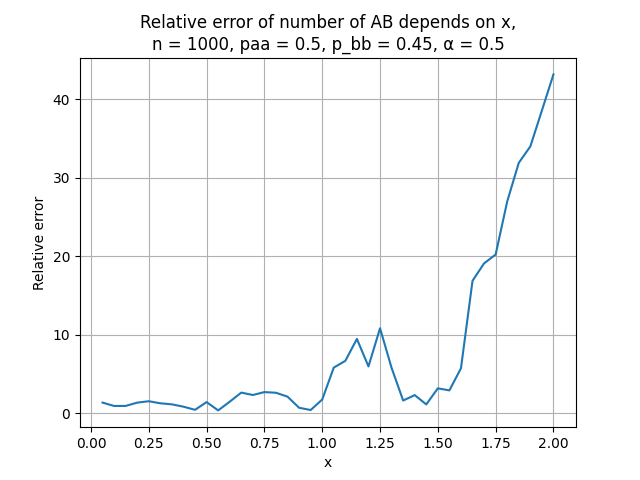 Relative error of number of AB depends on x,
n = 1000, paa = 0.5, p_bb = 0.45, α = 0.5
40
30
20
10
0
Relative error
0.00 0.25 0.50 0.75 1.00 1.25 1.50 1.75 2.00
x